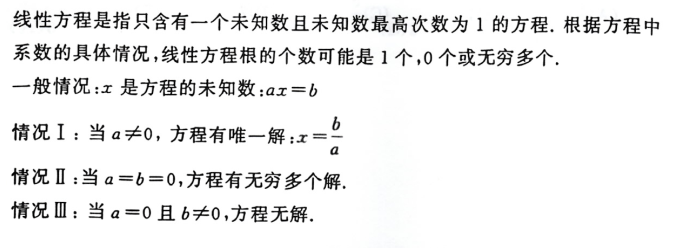 线性方程是指只含有一个未知数且未知数最高次数为 1 的方程. 根据方程中
系数的具体情况,线性方程根的个数可能是 1 个,0 个或无穷多个.
一般情况:x 是方程的未知数:ax=b
情况Ⅰ: 当 a≠0, 方程有唯一解:x=b/a
情况Ⅱ:当 a=b=0,方程有无穷多个解.
情况Ⅲ: 当 a=0 且 b≠0,方程无解.